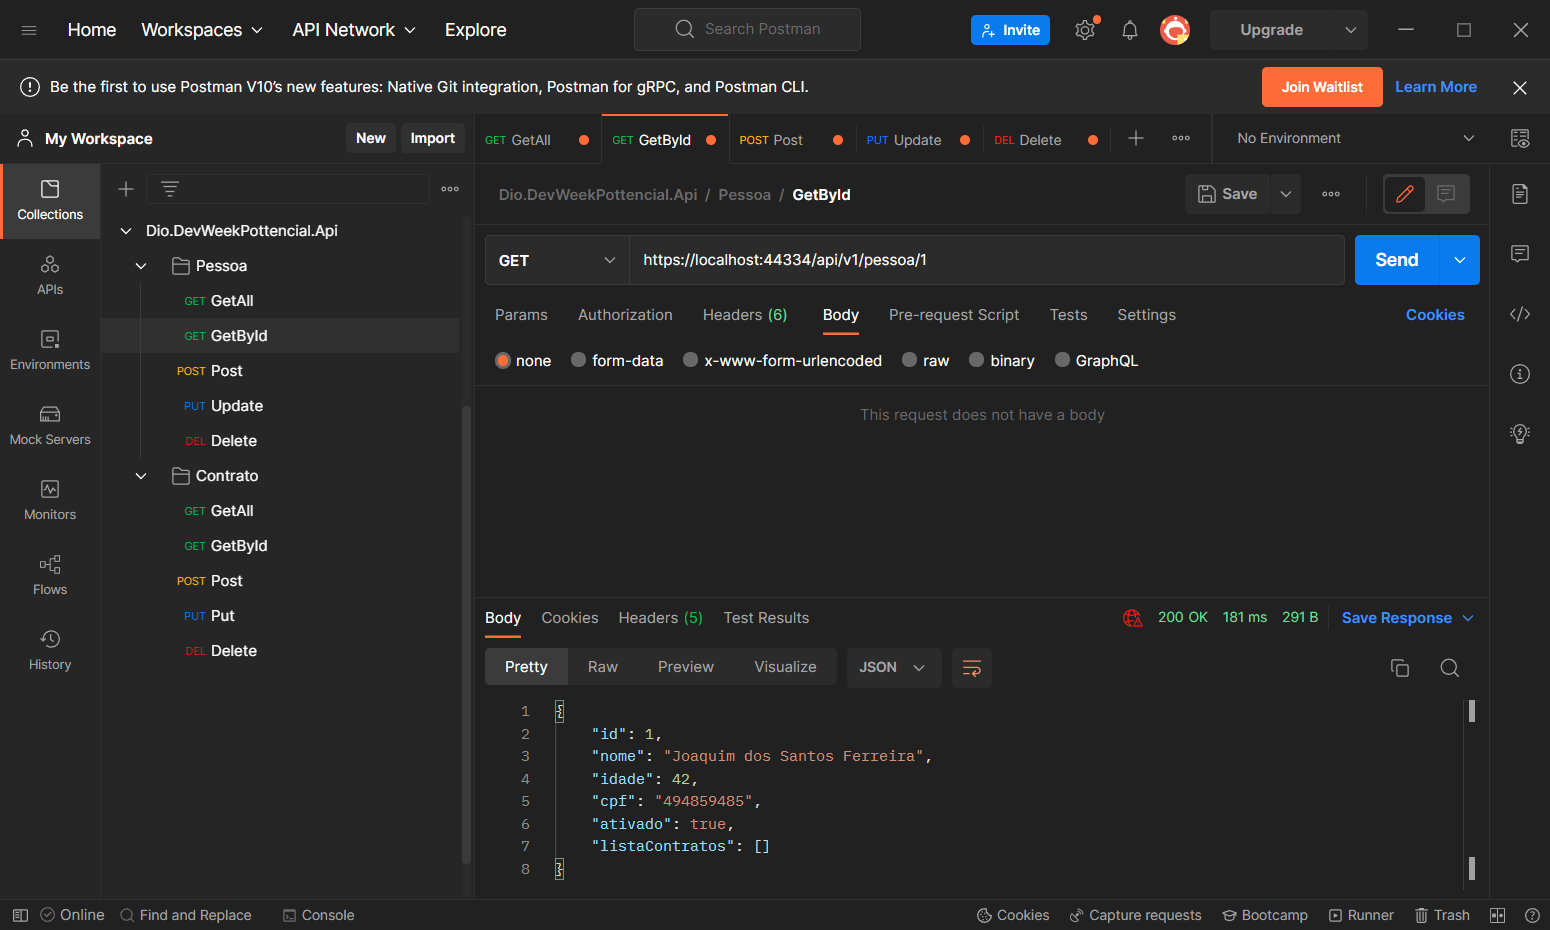 Home Workspaces API Network Explore Search Postman Invite Upgrade
Be the first to use Postman V10's new features: Native Git integration, Postman for gRPC, and Postman CLI. Join Waitlist Learn More
My Workspace New Import GET GetAll GET GetById POST Post PUT Update DEL Delete No Environment
Collections
APIs
Environments
Mock Servers
Monitors
Flows
History
Dio.DevWeekPottencial.Api
Pessoa
GET GetAll
GET GetById
POST Post
PUT Update
DEL Delete
Contrato
GET GetAll
GET GetById
POST Post
PUT Put
DEL Delete
Dio.DevWeekPottencial.Api / Pessoa / GetById Save
GET https://localhost:44334/api/v1/pessoa/1 Send
Params Authorization Headers (6) Body Pre-request Script Tests Settings Cookies
none form-data x-www-form-urlencoded raw binary GraphQL
This request does not have a body
Body Cookies Headers (5) Test Results 200 OK 181 ms 291 B Save Response
Pretty Raw Preview Visualize JSON
1 {
2 "id": 1,
3 "nome": "Joaquim dos Santos Ferreira",
4 "idade": 42,
5 "cpf": "494859485",
6 "ativado": true,
7 "listaContratos": []
8 }
Online Find and Replace Console Cookies Capture requests Bootcamp Runner Trash